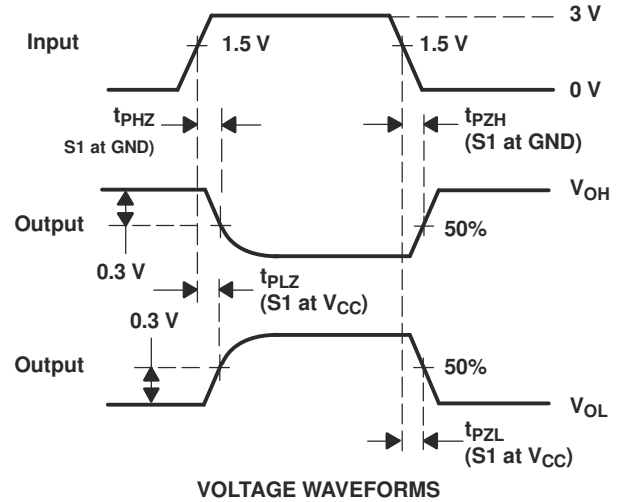 3 V
Input
1.5 V
1.5 V
0 V
tPHZ
S1 at GND)
tPZH
(S1 at GND)
VOH
Output
50%
0.3 V
tPLZ
(S1 at VCC)
0.3 V
Output
50%
VOL
tPZL
(S1 at VCC)
VOLTAGE WAVEFORMS